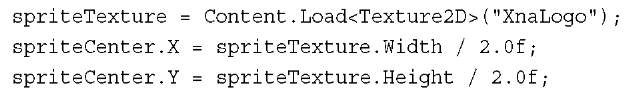 spriteTexture = Content.Load<Texture2D>("XnaLogo");
spriteCenter.X = spriteTexture.Width / 2.0f;
spriteCenter.Y = spriteTexture.Height / 2.0f;